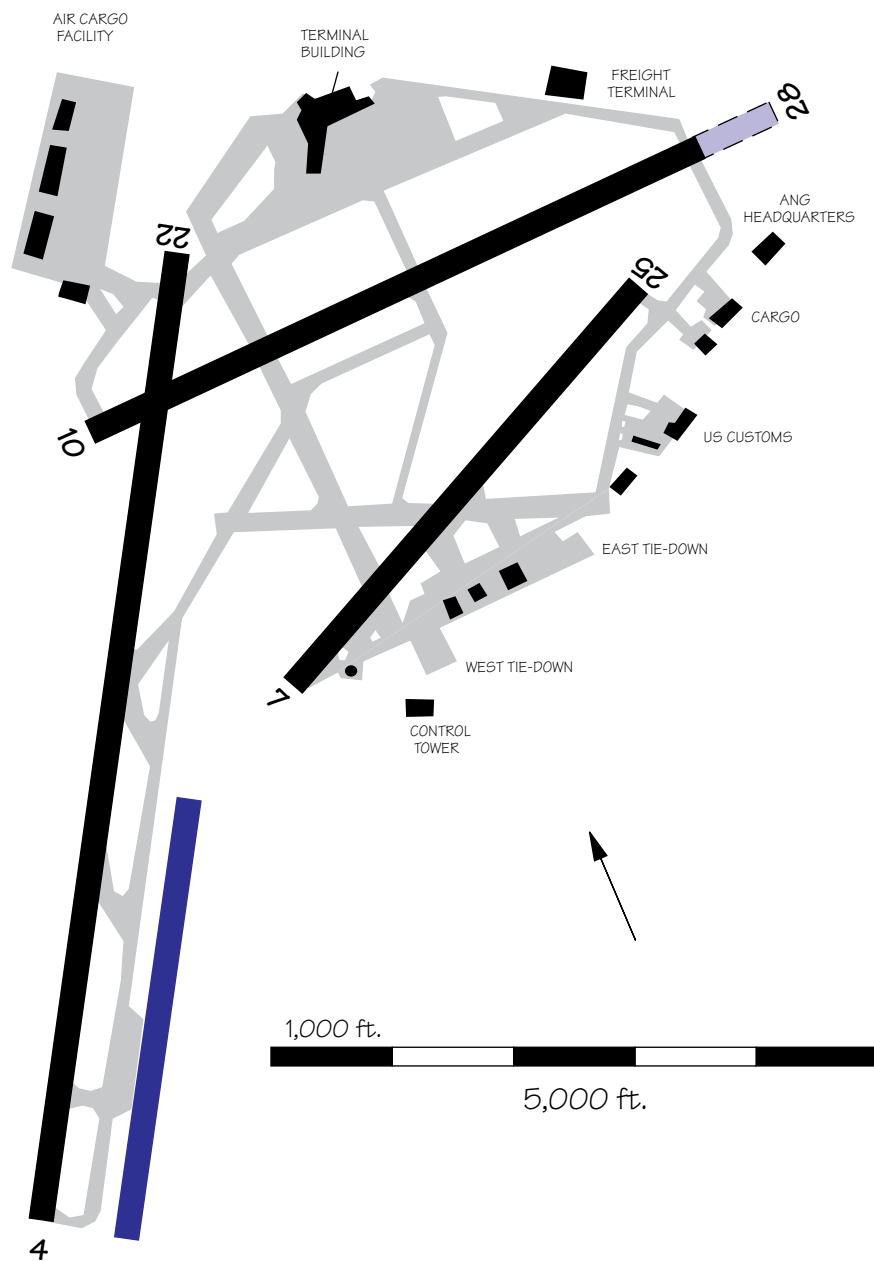 AIR CARGO
FACILITY
TERMINAL
BUILDING
FREIGHT
TERMINAL
28
ANG
HEADQUARTERS
22
25
CARGO
10
US CUSTOMS
EAST TIE-DOWN
WEST TIE-DOWN
7
CONTROL
TOWER
1,000 ft.
5,000 ft.
4